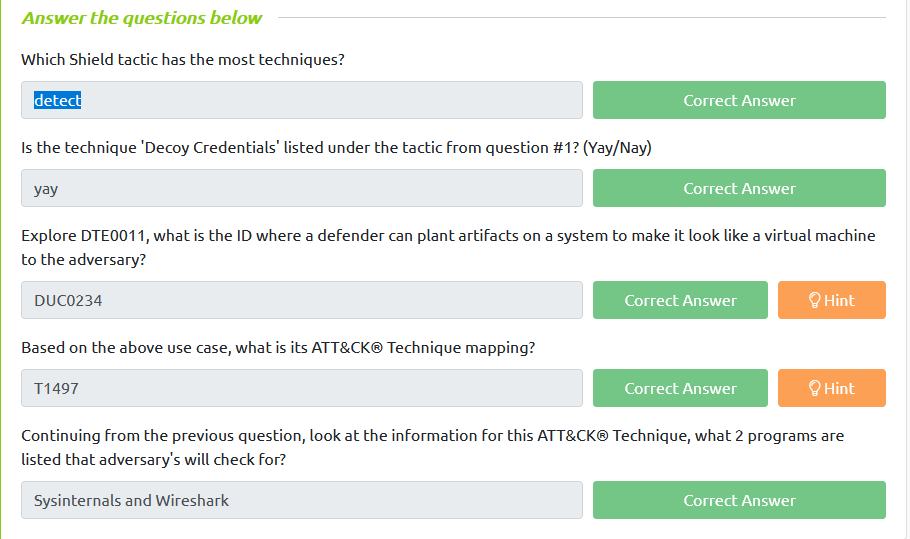 Answer the questions below
Which Shield tactic has the most techniques?
detect
Correct Answer
Is the technique 'Decoy Credentials' listed under the tactic from question #1? (Yay/Nay)
yay
Correct Answer
Explore DTE0011, what is the ID where a defender can plant artifacts on a system to make it look like a virtual machine
to the adversary?
DUC0234
Correct Answer
Hint
Based on the above use case, what is its ATT&CK® Technique mapping?
T1497
Correct Answer
Hint
Continuing from the previous question, look at the information for this ATT&CK® Technique, what 2 programs are
listed that adversary's will check for?
Sysinternals and Wireshark
Correct Answer